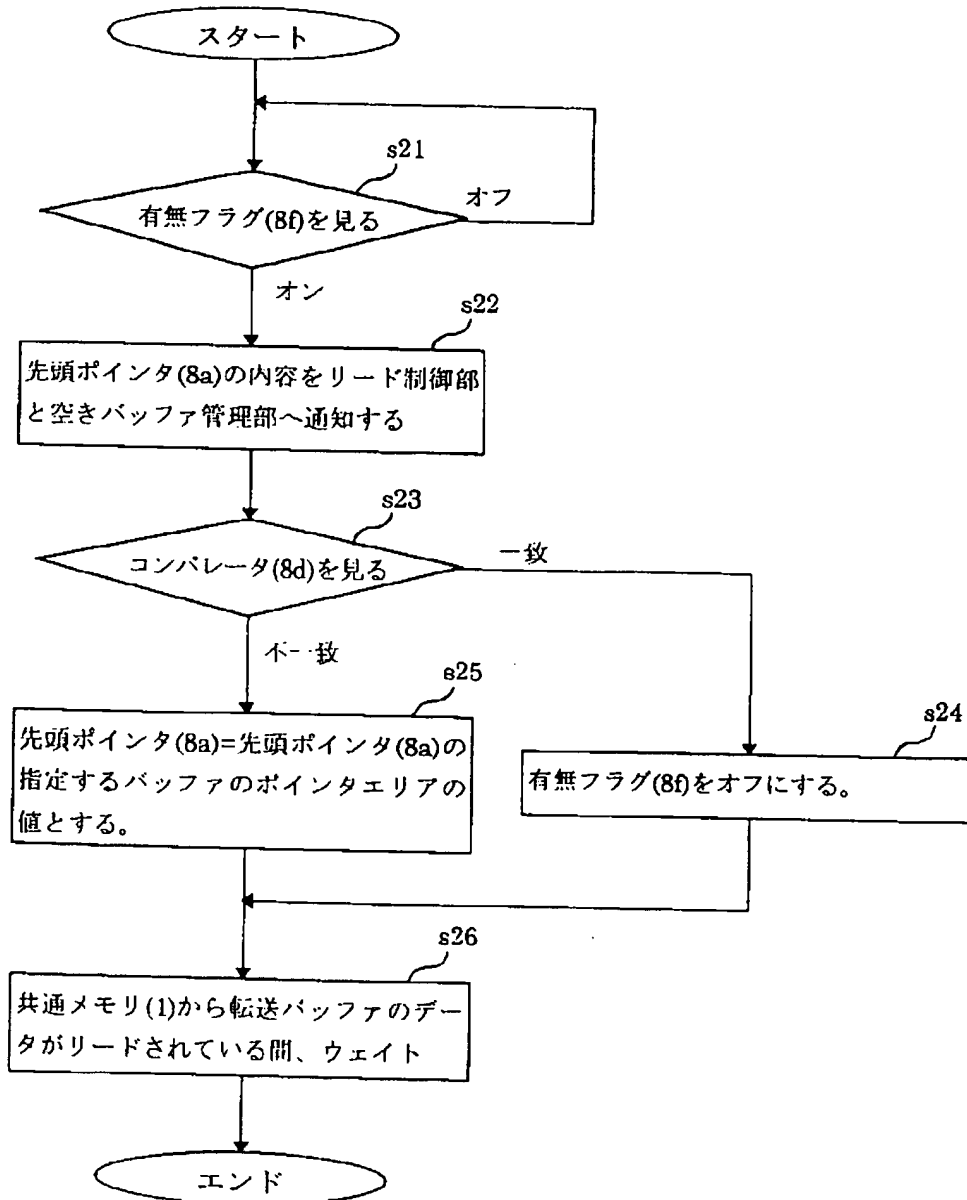 スタート
s21
有無フラグ(8f)を見る
オフ
オン
s22
先頭ポインタ(8a)の内容をリード制御部
と空きバッファ管理部へ通知する
s23
コンパレータ(8d)を見る
一致
不一致
s25
先頭ポインタ(8a)=先頭ポインタ(8a)の
指定するバッファのポインタエリアの
値とする。
s24
有無フラグ(8f)をオフにする。
s26
共通メモリ(1)から転送バッファのデー
タがリードされている間、ウェイト
エンド